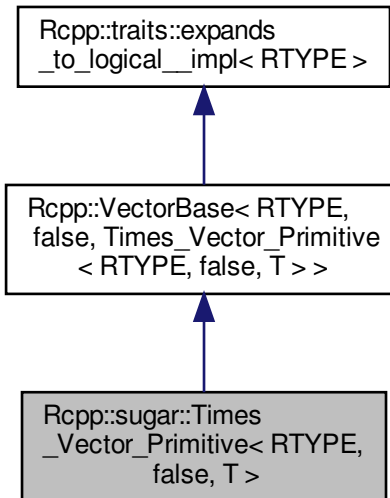 Rcpp::traits::expands
_to_logical__impl< RTYPE >
Rcpp::VectorBase< RTYPE,
false, Times_Vector_Primitive
< RTYPE, false, T > >
Rcpp::sugar::Times
_Vector_Primitive< RTYPE,
false, T >